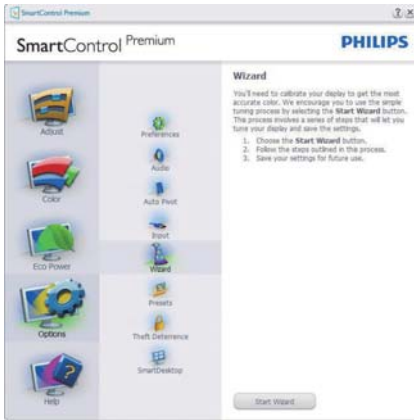 SmartControl Premium
SmartControl Premium
PHILIPS
Adjust
Color
Eco Power
Options
Help
Preferences
Audio
Auto Pivot
Input
Wizard
Presets
Theft Deterrence
SmartDesktop
Wizard
You'll need to calibrate your display to get the most
accurate color. We encourage you to use the simple
tuning process by selecting the Start Wizard button.
This process involves a series of steps that will let you
tune your display and save the settings.
1. Choose the Start Wizard button.
2. Follow the steps outlined in the process.
3. Save your settings for future use.
Start Wizard